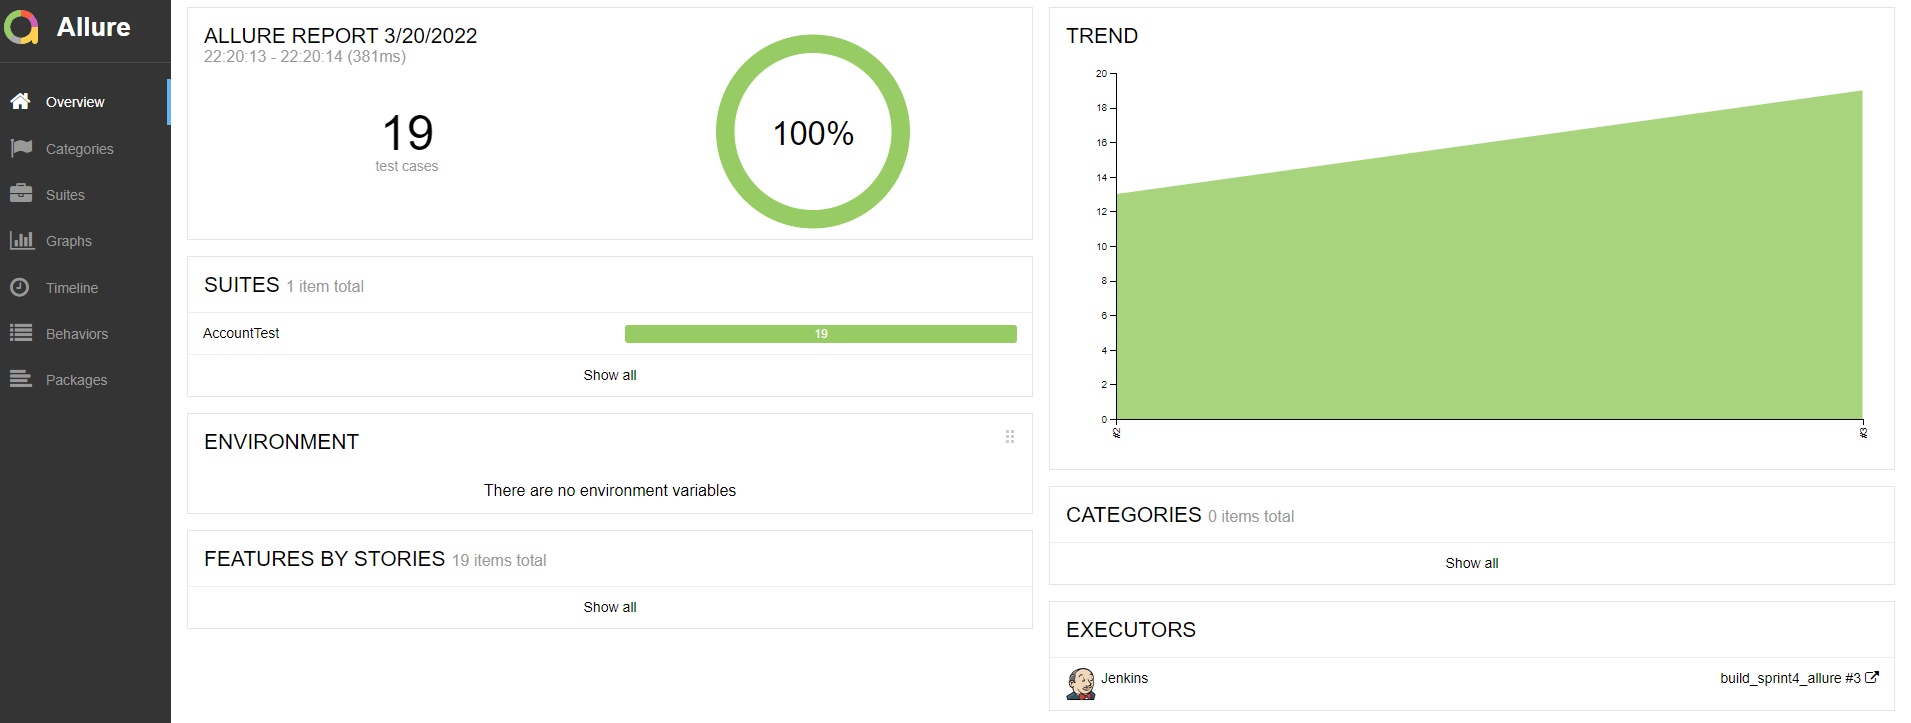 Allure
Overview
Categories
Suites
Graphs
Timeline
Behaviors
Packages
ALLURE REPORT 3/20/2022
22:20:13 - 22:20:14 (381ms)
19
test cases
100%
SUITES 1 item total
AccountTest 19
Show all
ENVIRONMENT
There are no environment variables
FEATURES BY STORIES 19 items total
Show all
TREND
20
18
16
14
12
10
8
6
4
2
0
#2 #3
CATEGORIES 0 items total
Show all
EXECUTORS
Jenkins build_sprint4_allure #3